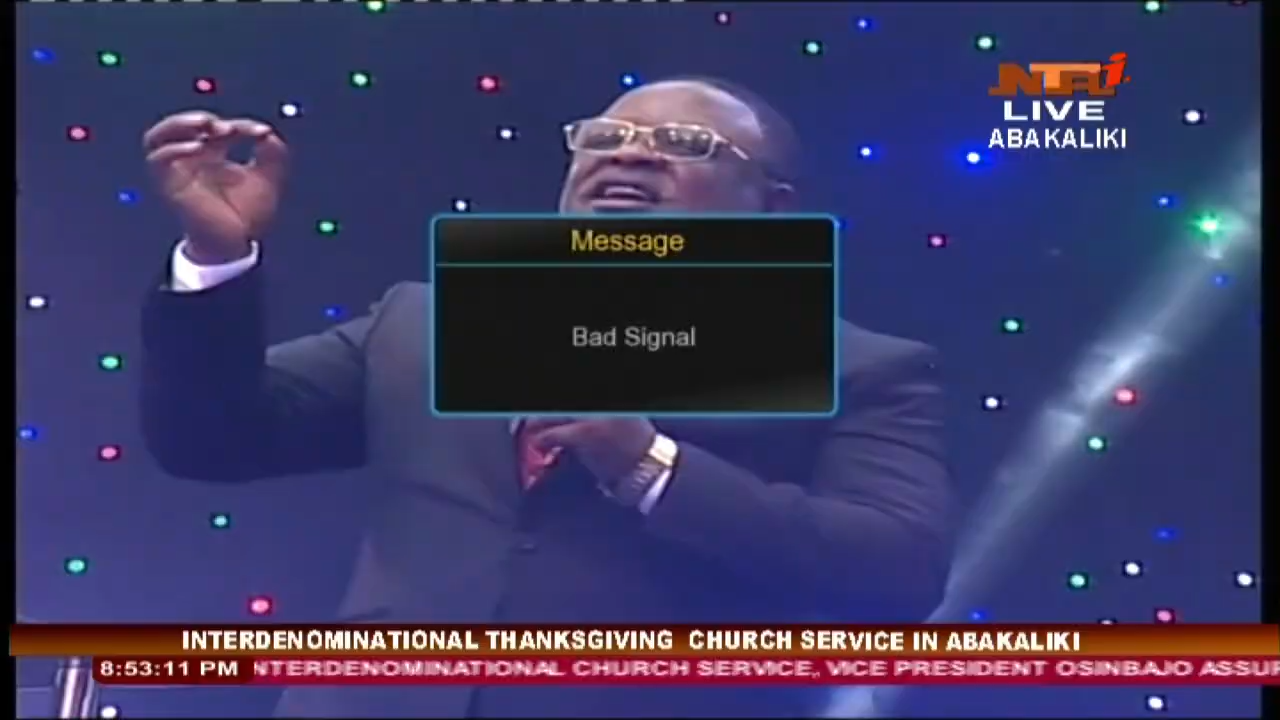 NTAi
LIVE
ABAKALIKI
Message
Bad Signal
INTERDENOMINATIONAL THANKSGIVING CHURCH SERVICE IN ABAKALIKI
8:53:11 PM NTERDENOMINATIONAL CHURCH SERVICE, VICE PRESIDENT OSINBAJO ASSUR